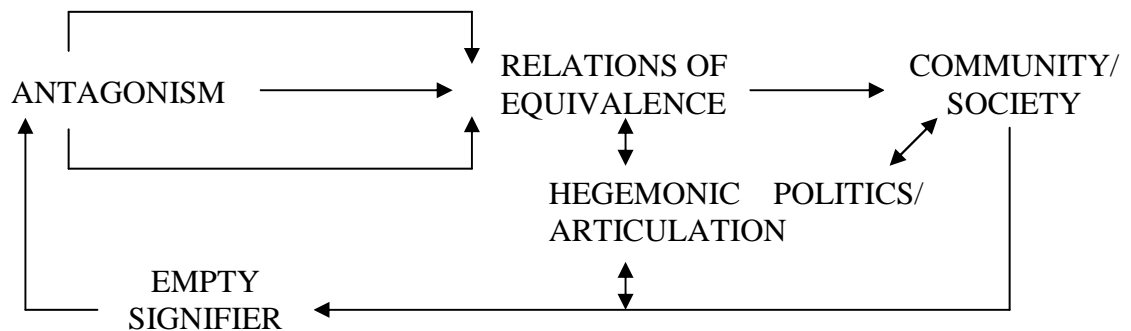 RELATIONS OF
EQUIVALENCE
COMMUNITY/
SOCIETY
ANTAGONISM
HEGEMONIC POLITICS/
ARTICULATION
EMPTY
SIGNIFIER